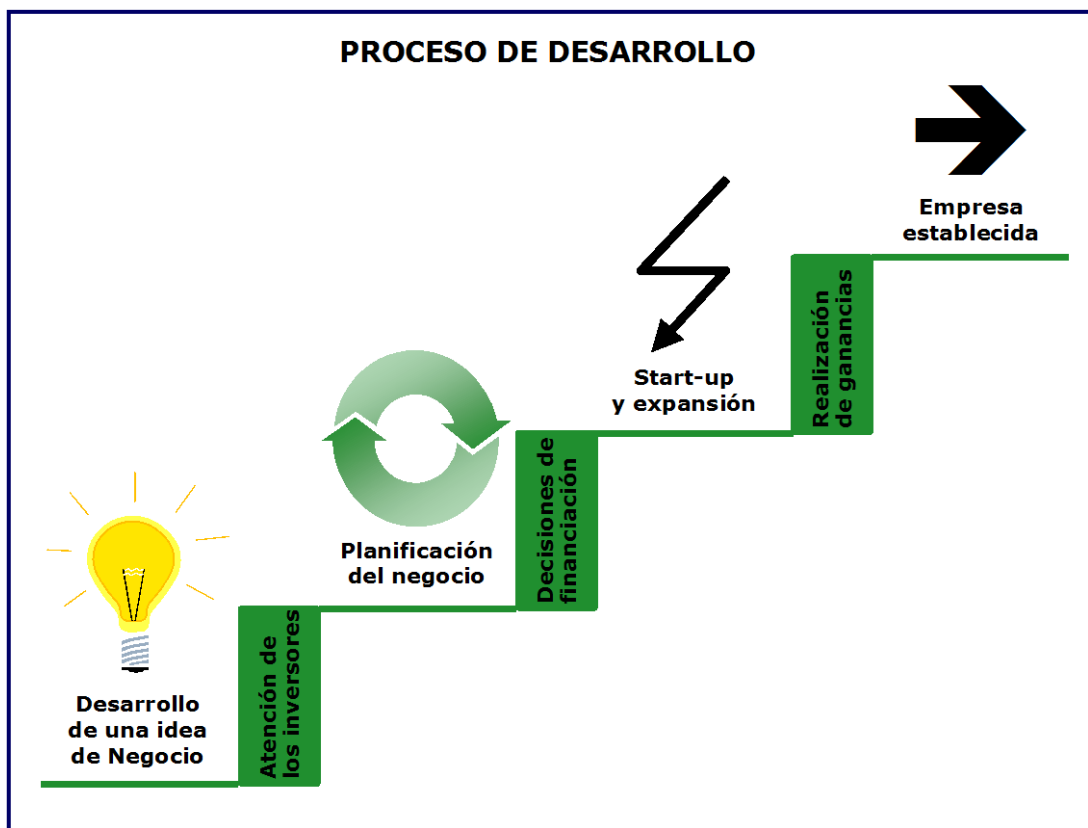 PROCESO DE DESARROLLO
Desarrollo
de una idea
de Negocio
Atención de
los inversores
Planificación
del negocio
Decisiones de
financiación
Start-up
y expansión
Realización
de ganancias
Empresa
establecida